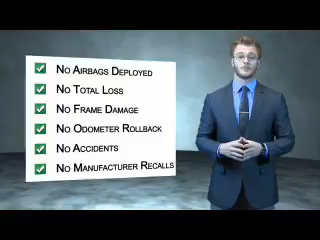 No Airbags Deployed
No Total Loss
No Frame Damage
No Odometer Rollback
No Accidents
No Manufacturer Recalls